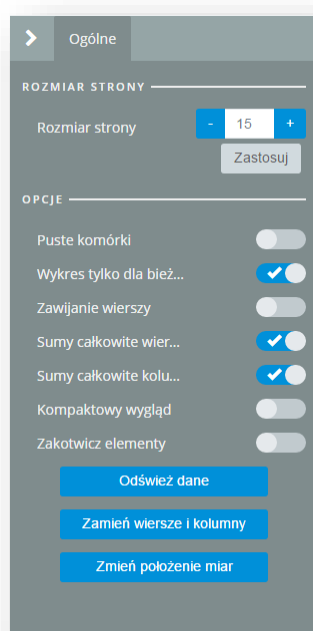 Ogólne
ROZMIAR STRONY
Rozmiar strony - 15 +
Zastosuj
OPCJE
Puste komórki
Wykres tylko dla bież...
Zawijanie wierszy
Sumy całkowite wier...
Sumy całkowite kolu...
Kompaktowy wygląd
Zakotwicz elementy
Odśwież dane
Zamień wiersze i kolumny
Zmień położenie miar